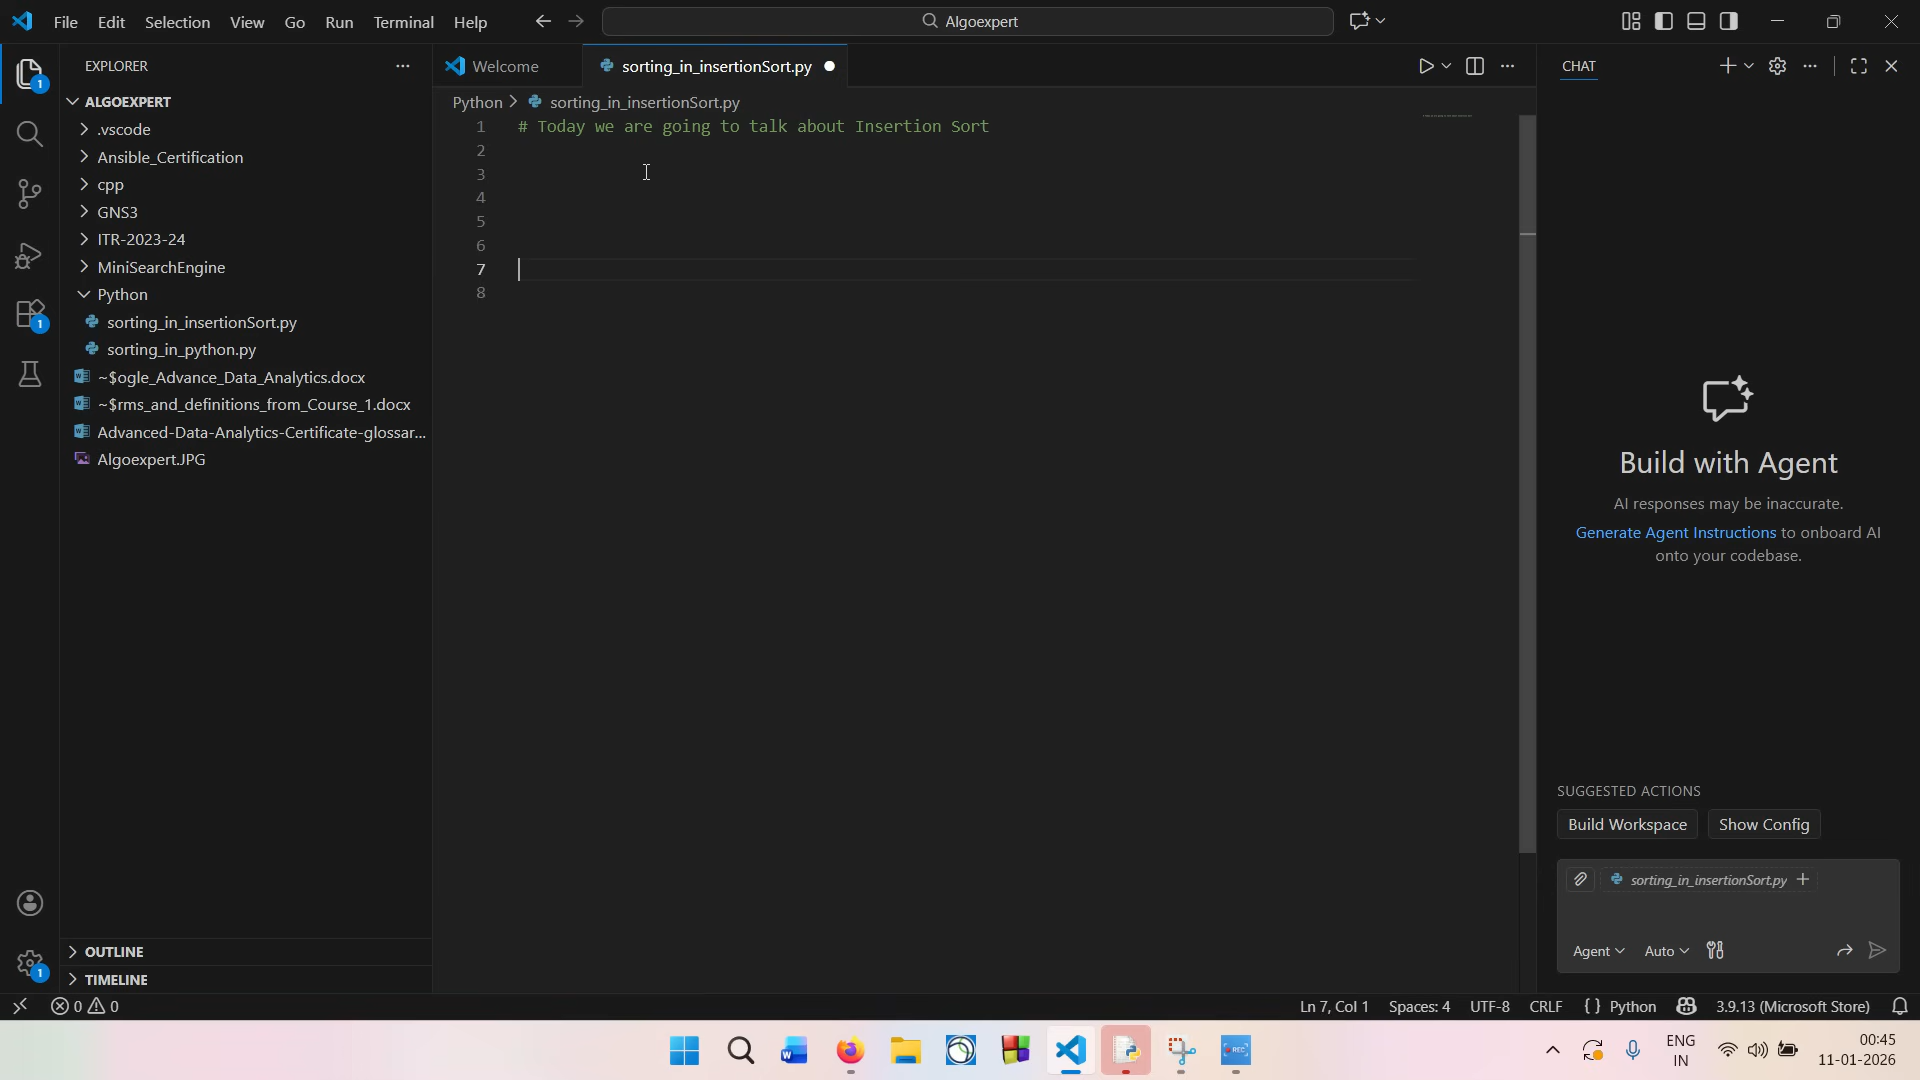 File Edit Selection View Go Run Terminal Help
Algoexpert
EXPLORER
ALGOEXPERT
.vscode
Ansible_Certification
cpp
GNS3
ITR-2023-24
MiniSearchEngine
Python
sorting_in_insertionSort.py
sorting_in_python.py
~$ogle_Advance_Data_Analytics.docx
~$rms_and_definitions_from_Course_1.docx
Advanced-Data-Analytics-Certificate-glossar...
Algoexpert.JPG
OUTLINE
TIMELINE
1
1
1
Welcome
sorting_in_insertionSort.py
Python > sorting_in_insertionSort.py
1 # Today we are going to talk about Insertion Sort
2
3
4
5
6
7
8
CHAT
Build with Agent
AI responses may be inaccurate.
Generate Agent Instructions to onboard AI
onto your codebase.
SUGGESTED ACTIONS
Build Workspace Show Config
sorting_in_insertionSort.py
Agent Auto
0 0 Ln 7, Col 1 Spaces: 4 UTF-8 CRLF {} Python 3.9.13 (Microsoft Store)
REC
ENG
IN
00:45
11-01-2026